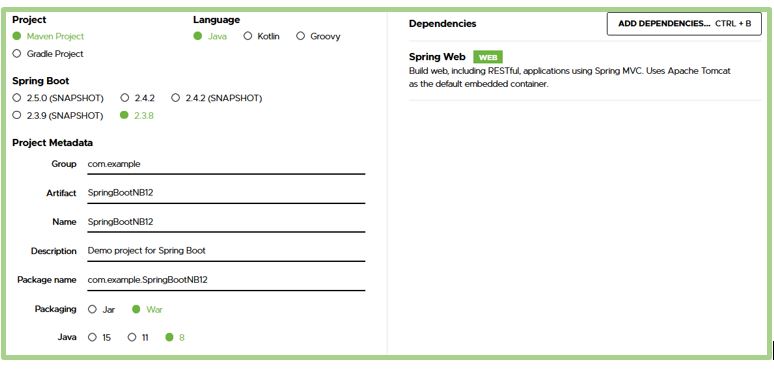 Project
Maven Project
Gradle Project
Language
Java Kotlin Groovy
Spring Boot
2.5.0 (SNAPSHOT) 2.4.2 2.4.2 (SNAPSHOT)
2.3.9 (SNAPSHOT) 2.3.8
Project Metadata
Group com.example
Artifact SpringBootNB12
Name SpringBootNB12
Description Demo project for Spring Boot
Package name com.example.SpringBootNB12
Packaging Jar War
Java 15 11 8
Dependencies ADD DEPENDENCIES... CTRL + B
Spring Web WEB
Build web, including RESTful, applications using Spring MVC. Uses Apache Tomcat
as the default embedded container.